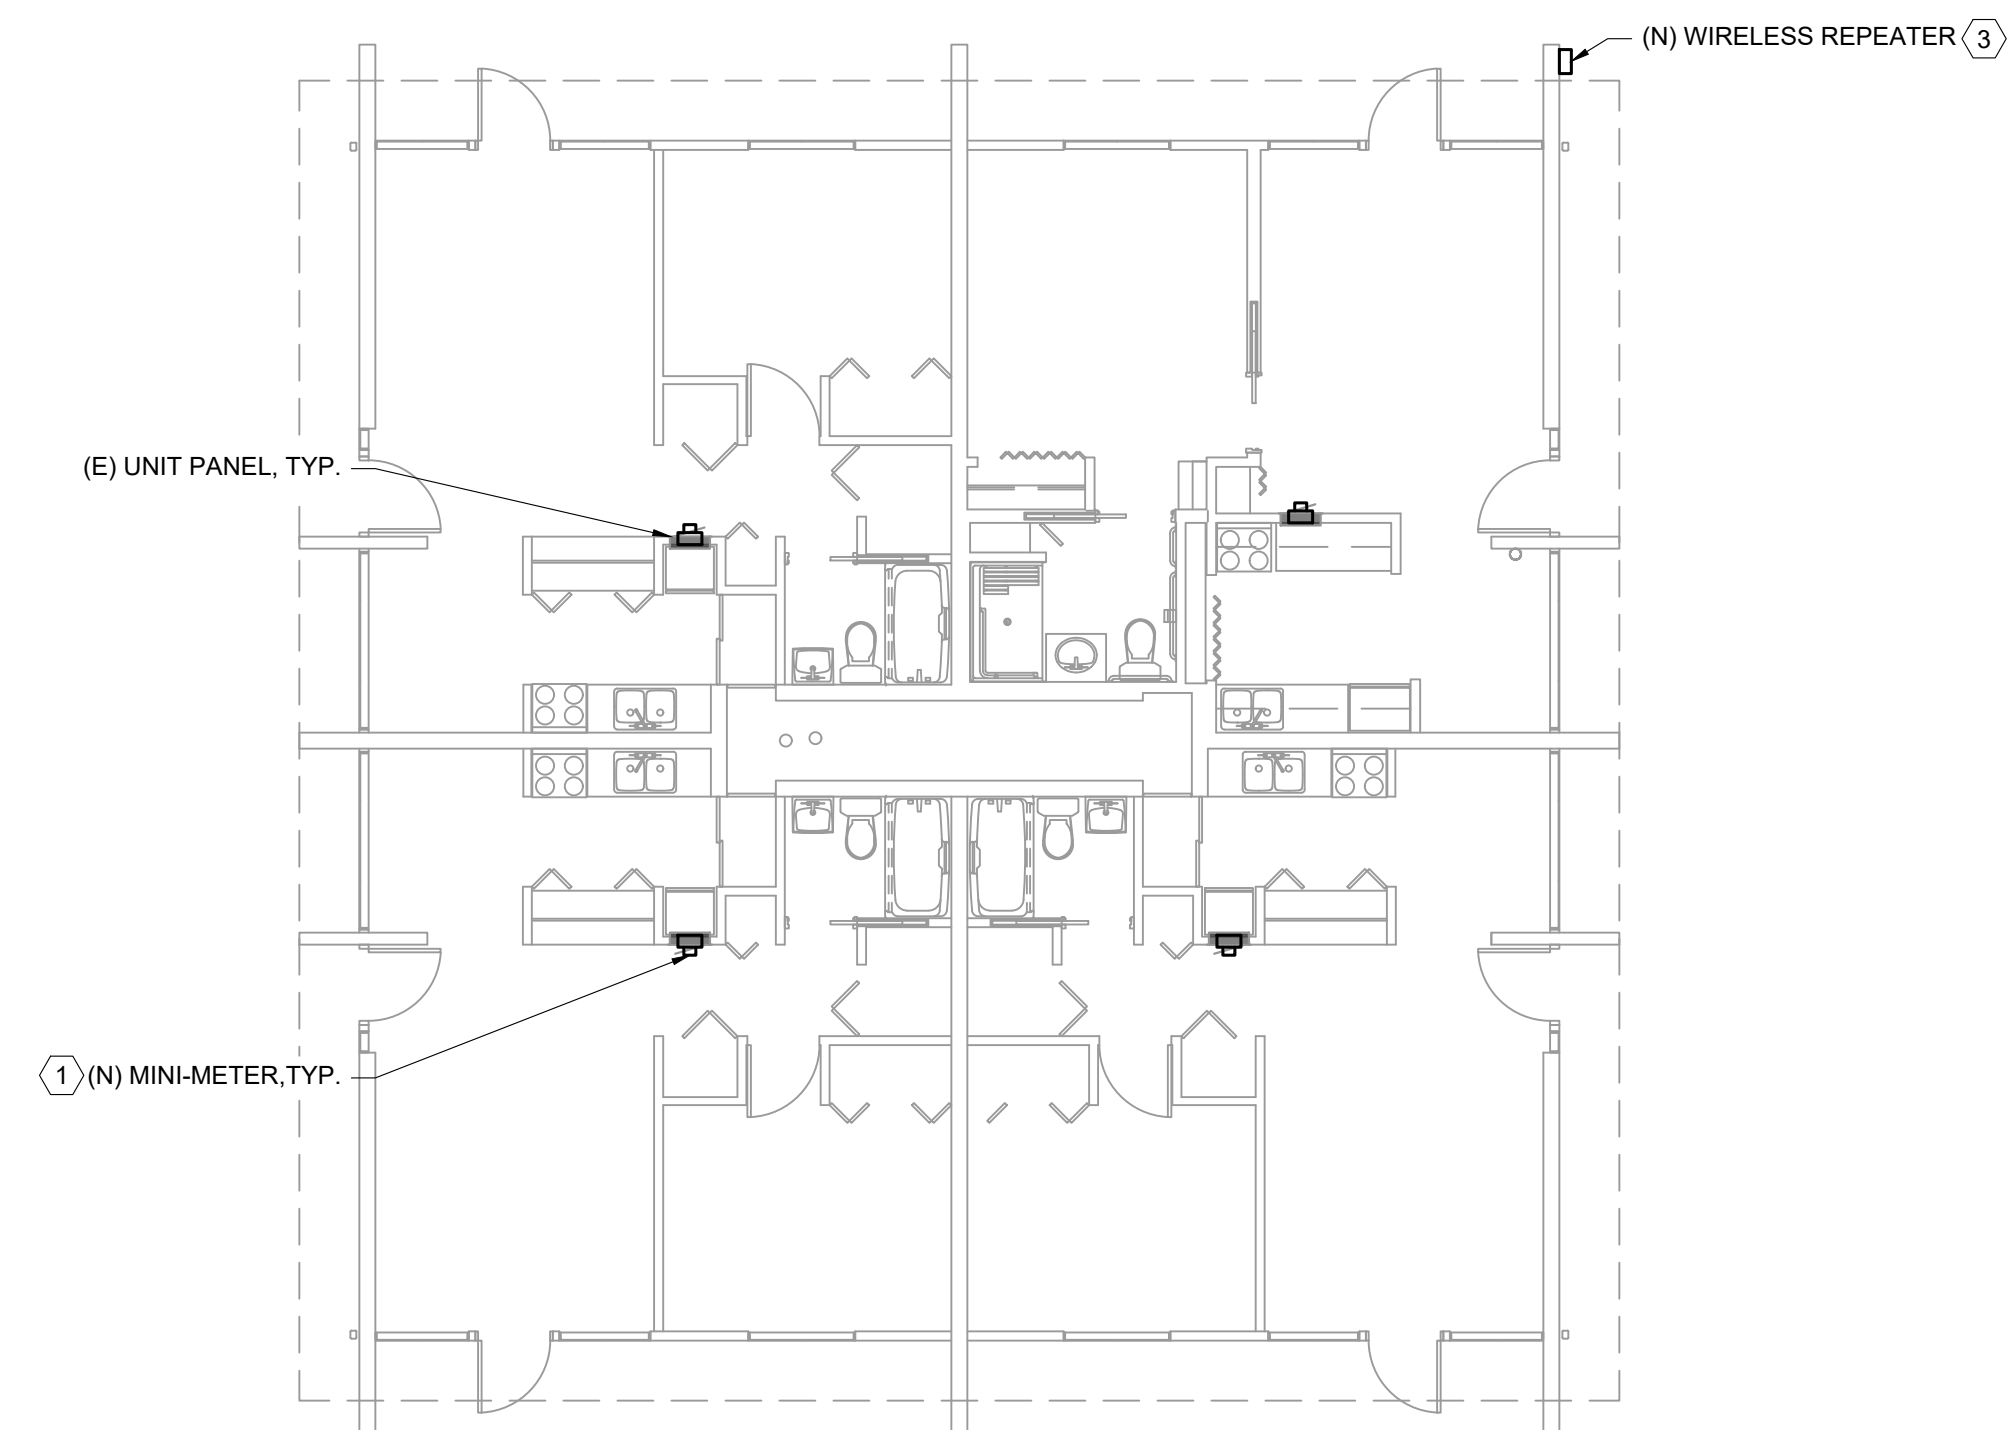 (N) WIRELESS REPEATER 3
(E) UNIT PANEL, TYP.
1 (N) MINI-METER,TYP.